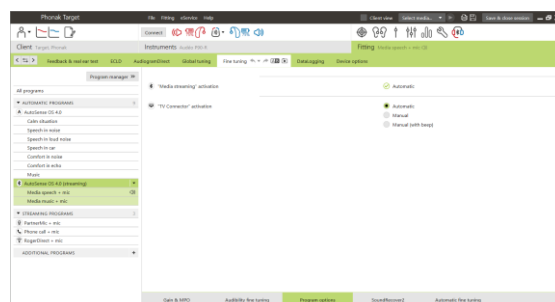 Phonak Target
File Fitting eService Help
Client view
Select media...
Save & close session
Connect
Client Target, Phonak
Instruments
Fitting Media speech + mic
Feedback & real ear test
ECLD
AudiogramDirect
Global tuning
Fine tuning
DataLogging
Device options
Program manager
All programs
AUTOMATIC PROGRAMS
AutoSense OS 4.0
Calm situation
Speech in noise
Speech in loud noise
Speech in car
Comfort in noise
Comfort in echo
Music
AutoSense OS 4.0 (streaming)
Media speech + mic
Media music + mic
STREAMING PROGRAMS
PartnerMic + mic
Phone call + mic
RogerDirect + mic
ADDITIONAL PROGRAMS +
"Media streaming" activation
Automatic
"TV Connector" activation
Automatic
Manual
Manual (with beep)
Gain & MPO
Audibility fine tuning
Program options
SoundRecover2
Automatic fine tuning